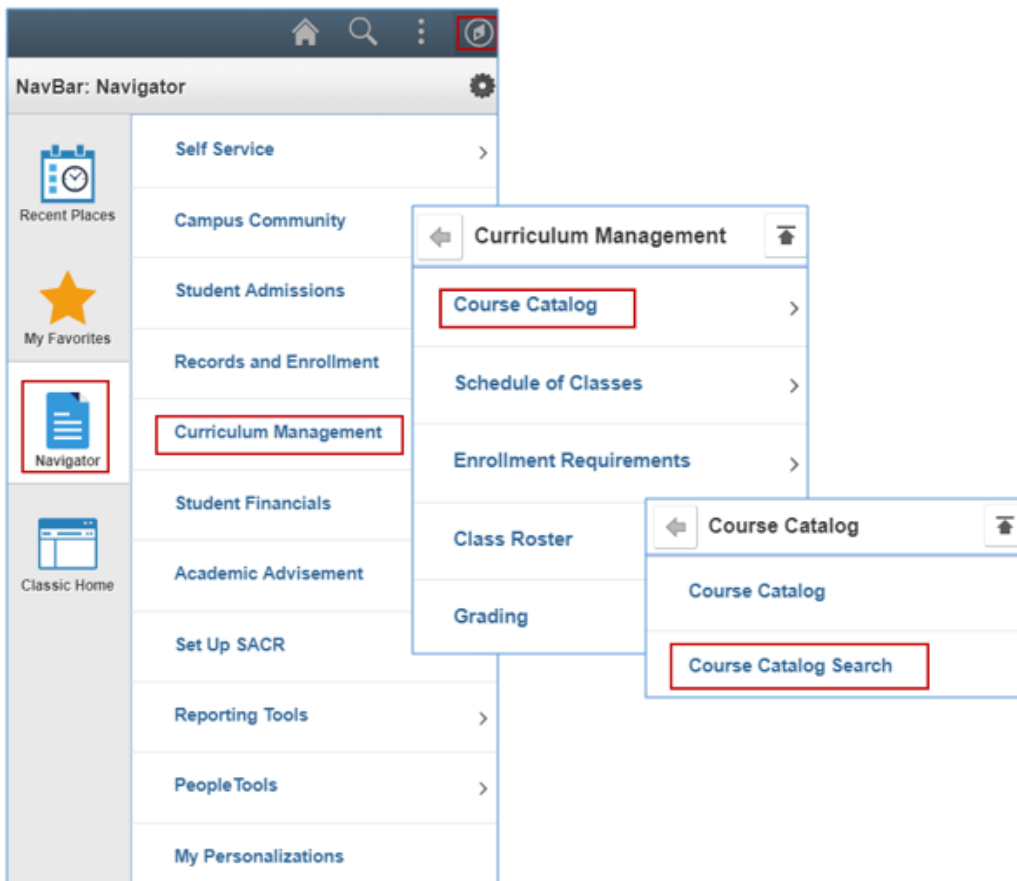 NavBar: Navigator
Recent Places
My Favorites
Navigator
Classic Home
Self Service
Campus Community
Student Admissions
Records and Enrollment
Curriculum Management
Student Financials
Academic Advisement
Set Up SACR
Reporting Tools
PeopleTools
My Personalizations
Curriculum Management
Course Catalog
Schedule of Classes
Enrollment Requirements
Class Roster
Grading
Course Catalog
Course Catalog
Course Catalog Search